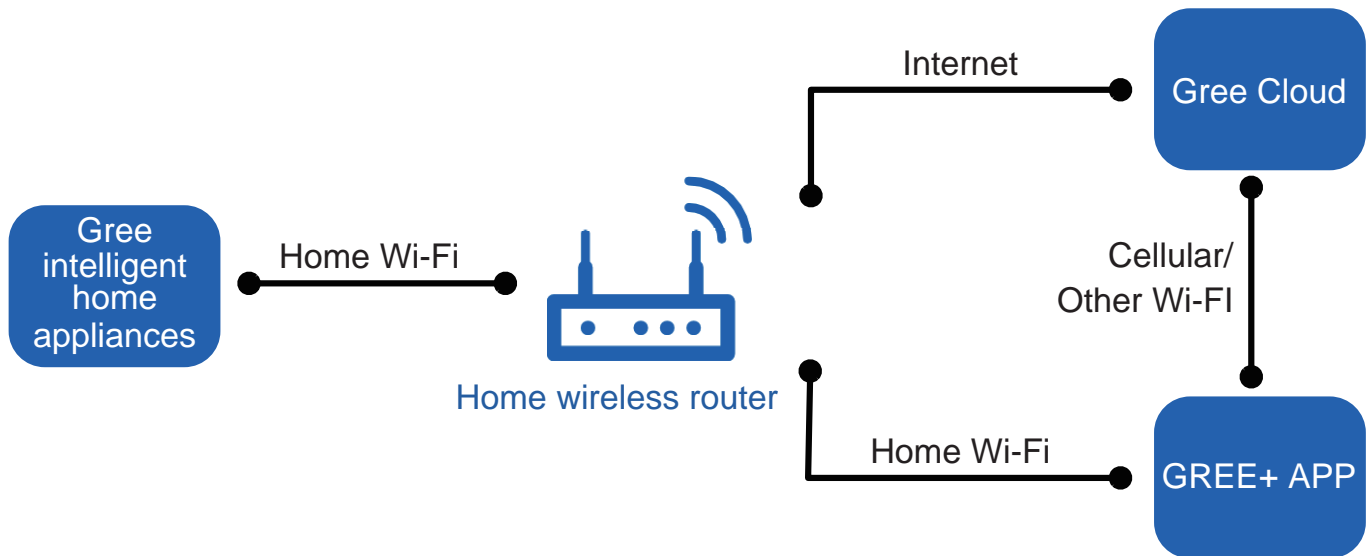 Internet
Gree Cloud
Gree
intelligent
home
appliances
Home Wi-Fi
Cellular/
Other Wi-FI
Home wireless router
Home Wi-Fi
GREE+ APP